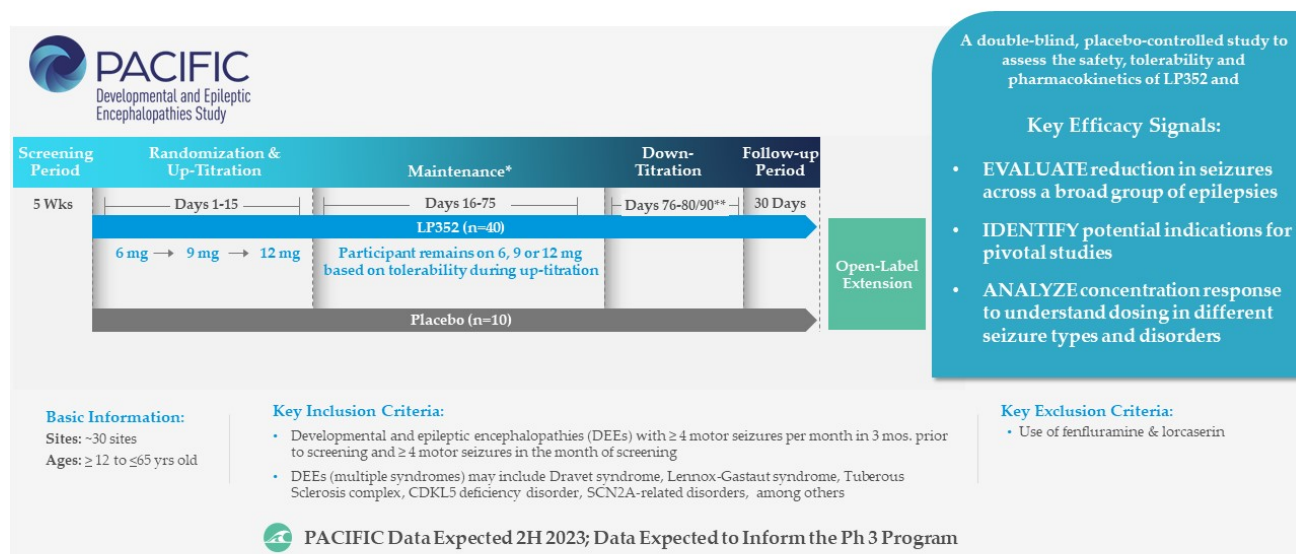 PACIFIC
Developmental and Epileptic
Encephalopathies Study
Screening
Period
Randomization &
Up-Titration
Maintenance*
Down-
Titration
Follow-up
Period
5 Wks
Days 1-15
Days 16-75
Days 76-80/90**
30 Days
LP352 (n=40)
6 mg → 9 mg → 12 mg
Participant remains on 6, 9 or 12 mg
based on tolerability during up-titration
Placebo (n=10)
Open-Label
Extension
A double-blind, placebo-controlled study to
assess the safety, tolerability and
pharmacokinetics of LP352 and
Key Efficacy Signals:
• EVALUATE reduction in seizures
across a broad group of epilepsies
• IDENTIFY potential indications for
pivotal studies
• ANALYZE concentration response
to understand dosing in different
seizure types and disorders
Basic Information:
Sites: ~30 sites
Ages: ≥ 12 to ≤65 yrs old
Key Inclusion Criteria:
• Developmental and epileptic encephalopathies (DEEs) with ≥ 4 motor seizures per month in 3 mos. prior
to screening and ≥ 4 motor seizures in the month of screening
• DEEs (multiple syndromes) may include Dravet syndrome, Lennox-Gastaut syndrome, Tuberous
Sclerosis complex, CDKL5 deficiency disorder, SCN2A-related disorders, among others
Key Exclusion Criteria:
• Use of fenfluramine & lorcaserin
PACIFIC Data Expected 2H 2023; Data Expected to Inform the Ph 3 Program